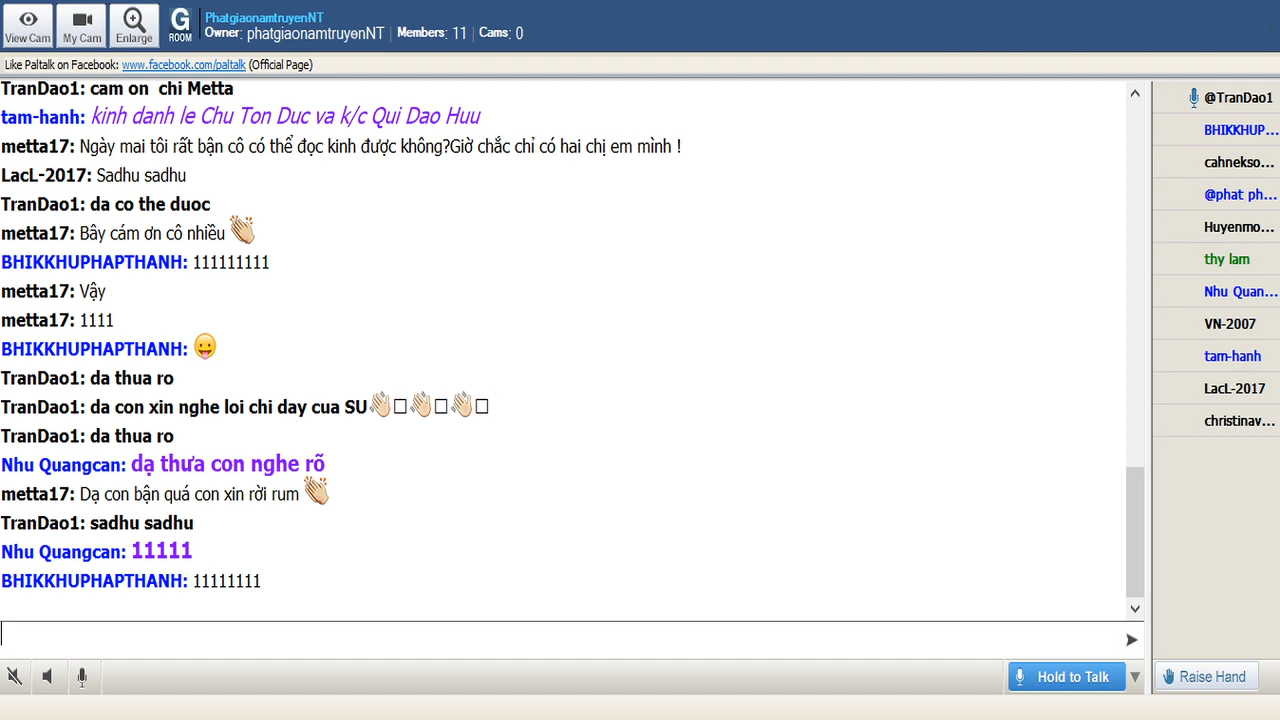 View Cam
My Cam
Enlarge
G
ROOM
PhatgiaonamtruyenNT
Owner: phatgiaonamtruyenNT | Members: 11 | Cams: 0
Like Paltalk on Facebook: www.facebook.com/paltalk (Official Page)
TranDao1: cam on chi Metta
tam-hanh: kinh danh le Chu Ton Duc va k/c Qui Dao Huu
metta17: Ngày mai tôi rất bận cô có thể đọc kinh được không?Giờ chắc chỉ có hai chị em mình !
LacL-2017: Sadhu sadhu
TranDao1: da co the duoc
metta17: Bây cám ơn cô nhiều 👏
BHIKKHUPHAPTHANH: 111111111
metta17: Vậy
metta17: 1111
BHIKKHUPHAPTHANH: 😛
TranDao1: da thua ro
TranDao1: da con xin nghe loi chi day cua SU👏□👏□👏□
TranDao1: da thua ro
Nhu Quangcan: dạ thưa con nghe rõ
metta17: Dạ con bận quá con xin rời rum 👏
TranDao1: sadhu sadhu
Nhu Quangcan: 11111
BHIKKHUPHAPTHANH: 11111111
@TranDao1
BHIKKHUP...
cahnekso...
@phat ph...
Huyenmo...
thy lam
Nhu Quan...
VN-2007
tam-hanh
LacL-2017
christinav...
Hold to Talk
Raise Hand